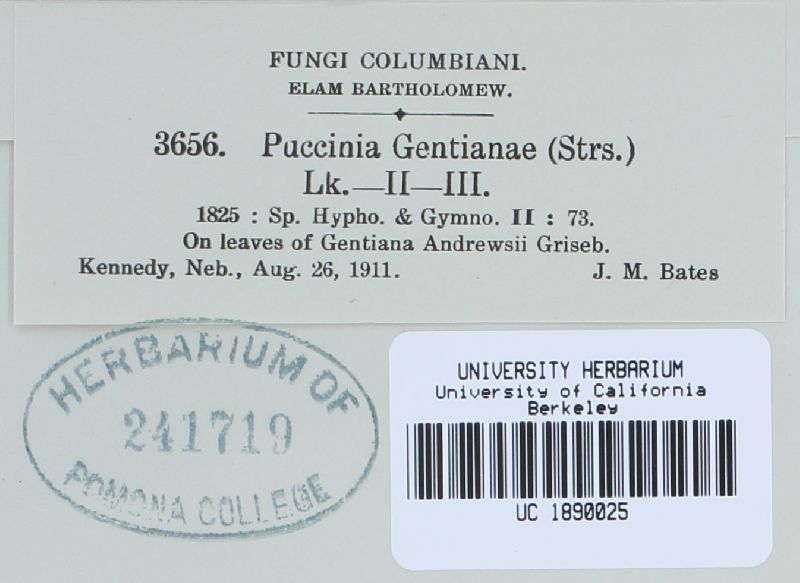 FUNGI COLUMBIANI.
ELAM BARTHOLOMEW.
3656. Puccinia Gentianae (Strs.)
Lk.—II—III.
1825 : Sp. Hypho. & Gymno. II : 73.
On leaves of Gentiana Andrewsii Griseb.
Kennedy, Neb., Aug. 26, 1911. J. M. Bates
HERBARIUM OF
241719
POMONA COLLEGE
UNIVERSITY HERBARIUM
University of California
Berkeley
UC 1890025